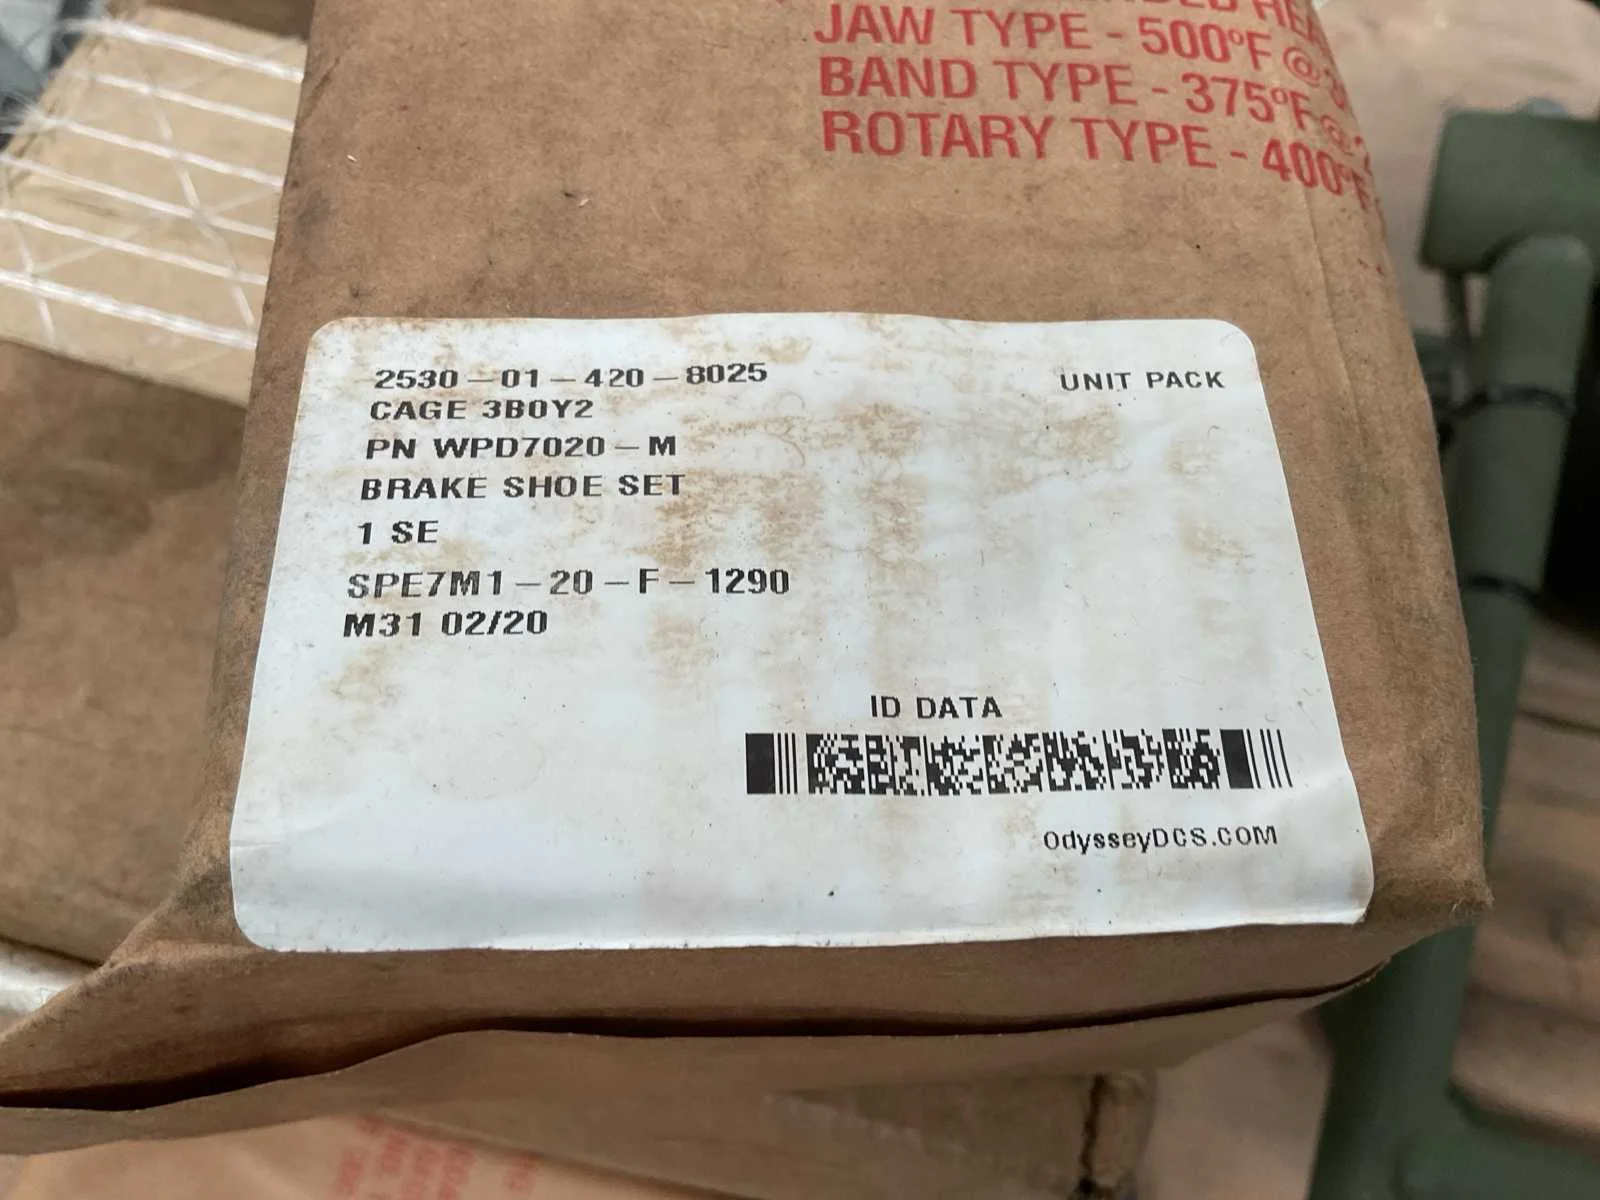 JAW TYPE - 500°F @
BAND TYPE - 375°F @
ROTARY TYPE - 400°F
2530-01-420-8025
UNIT PACK
CAGE 3B0Y2
PN WPD7020-M
BRAKE SHOE SET
1 SE
SPE7M1-20-F-1290
M31 02/20
ID DATA
OdysseyDCS.COM